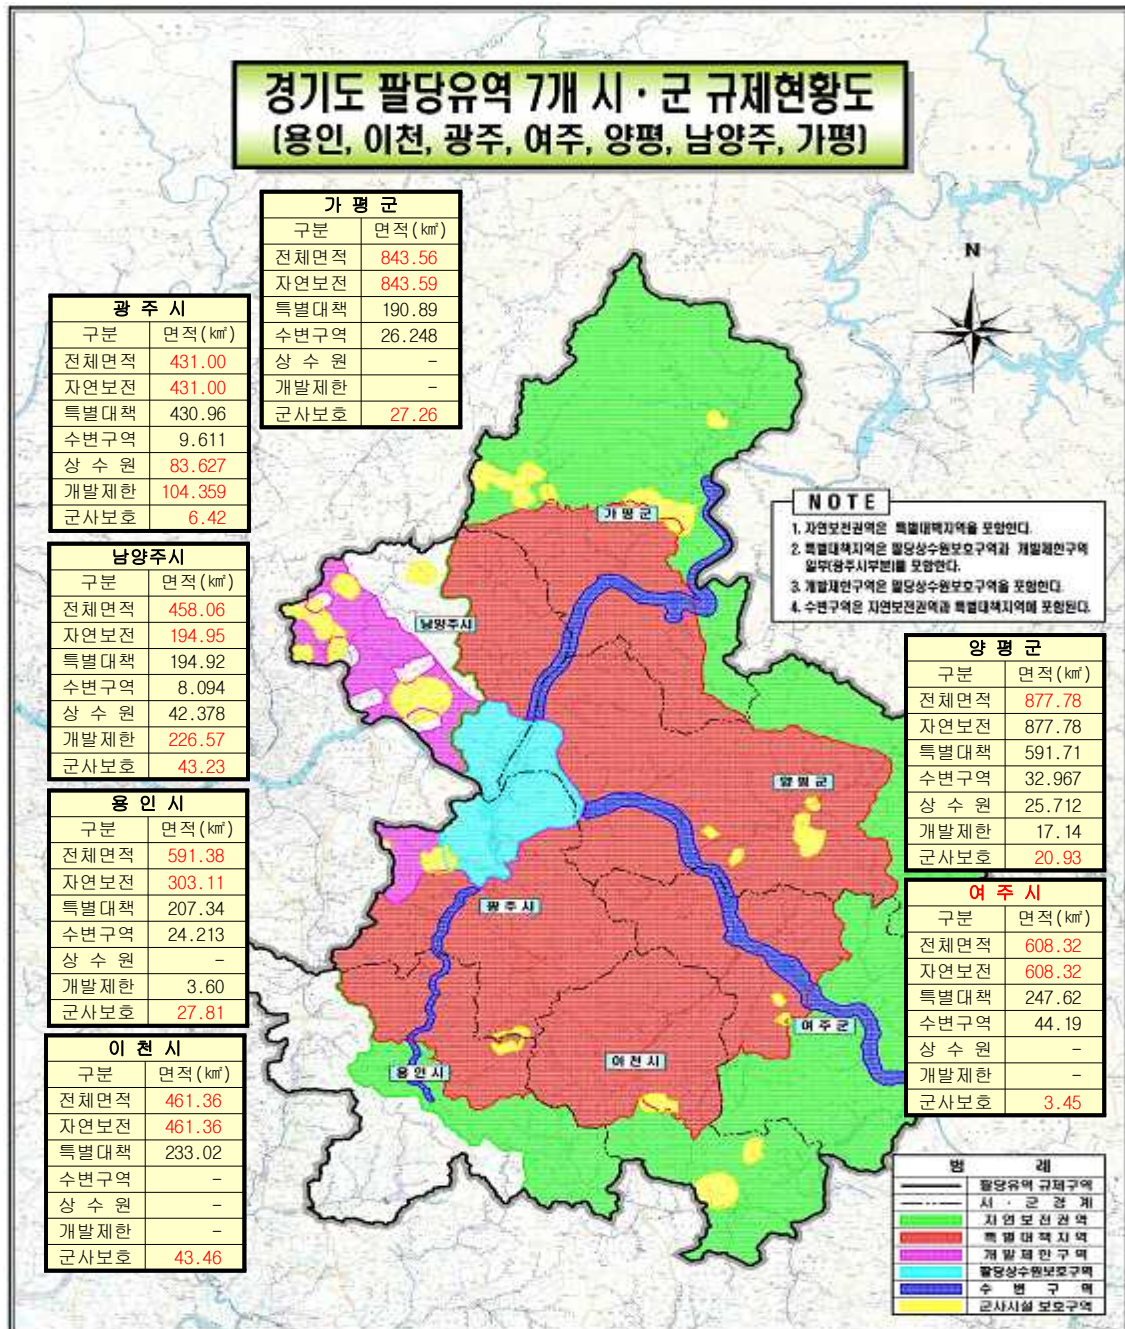 경기도 팔당유역 7개 시·군 규제현황도
(용인, 이천, 광주, 여주, 양평, 남양주, 가평)
가 평 군
구분 면적(㎢)
전체면적 843.56
자연보전 843.59
특별대책 190.89
수변구역 26.248
상 수 원 -
개발제한 -
군사보호 27.26
광 주 시
구분 면적(㎢)
전체면적 431.00
자연보전 431.00
특별대책 430.96
수변구역 9.611
상 수 원 83.627
개발제한 104.359
군사보호 6.42
남양주시
구분 면적(㎢)
전체면적 458.06
자연보전 194.95
특별대책 194.92
수변구역 8.094
상 수 원 42.378
개발제한 226.57
군사보호 43.23
용 인 시
구분 면적(㎢)
전체면적 591.38
자연보전 303.11
특별대책 207.34
수변구역 24.213
상 수 원 -
개발제한 3.60
군사보호 27.81
이 천 시
구분 면적(㎢)
전체면적 461.36
자연보전 461.36
특별대책 233.02
수변구역 -
상 수 원 -
개발제한 -
군사보호 43.46
N
NOTE
1. 자연보전권역은 특별대책지역을 포함한다.
2. 특별대책지역은 팔당상수원보호구역과 개발제한구역
일부(광주시부분)를 포함한다.
3. 개발제한구역은 팔당상수원보호구역을 포함한다.
4. 수변구역은 자연보전권역과 특별대책지역에 포함된다.
양 평 군
구분 면적(㎢)
전체면적 877.78
자연보전 877.78
특별대책 591.71
수변구역 32.967
상 수 원 25.712
개발제한 17.14
군사보호 20.93
여 주 시
구분 면적(㎢)
전체면적 608.32
자연보전 608.32
특별대책 247.62
수변구역 44.19
상 수 원 -
개발제한 -
군사보호 3.45
가평군
남양주시
양평군
광주시
여주군
이천시
용인시
범 례
팔당유역 규제구역
시 · 군 경 계
자연보전권역
특별대책지역
개발제한구역
팔당상수원보호구역
수 변 구 역
군사시설 보호구역